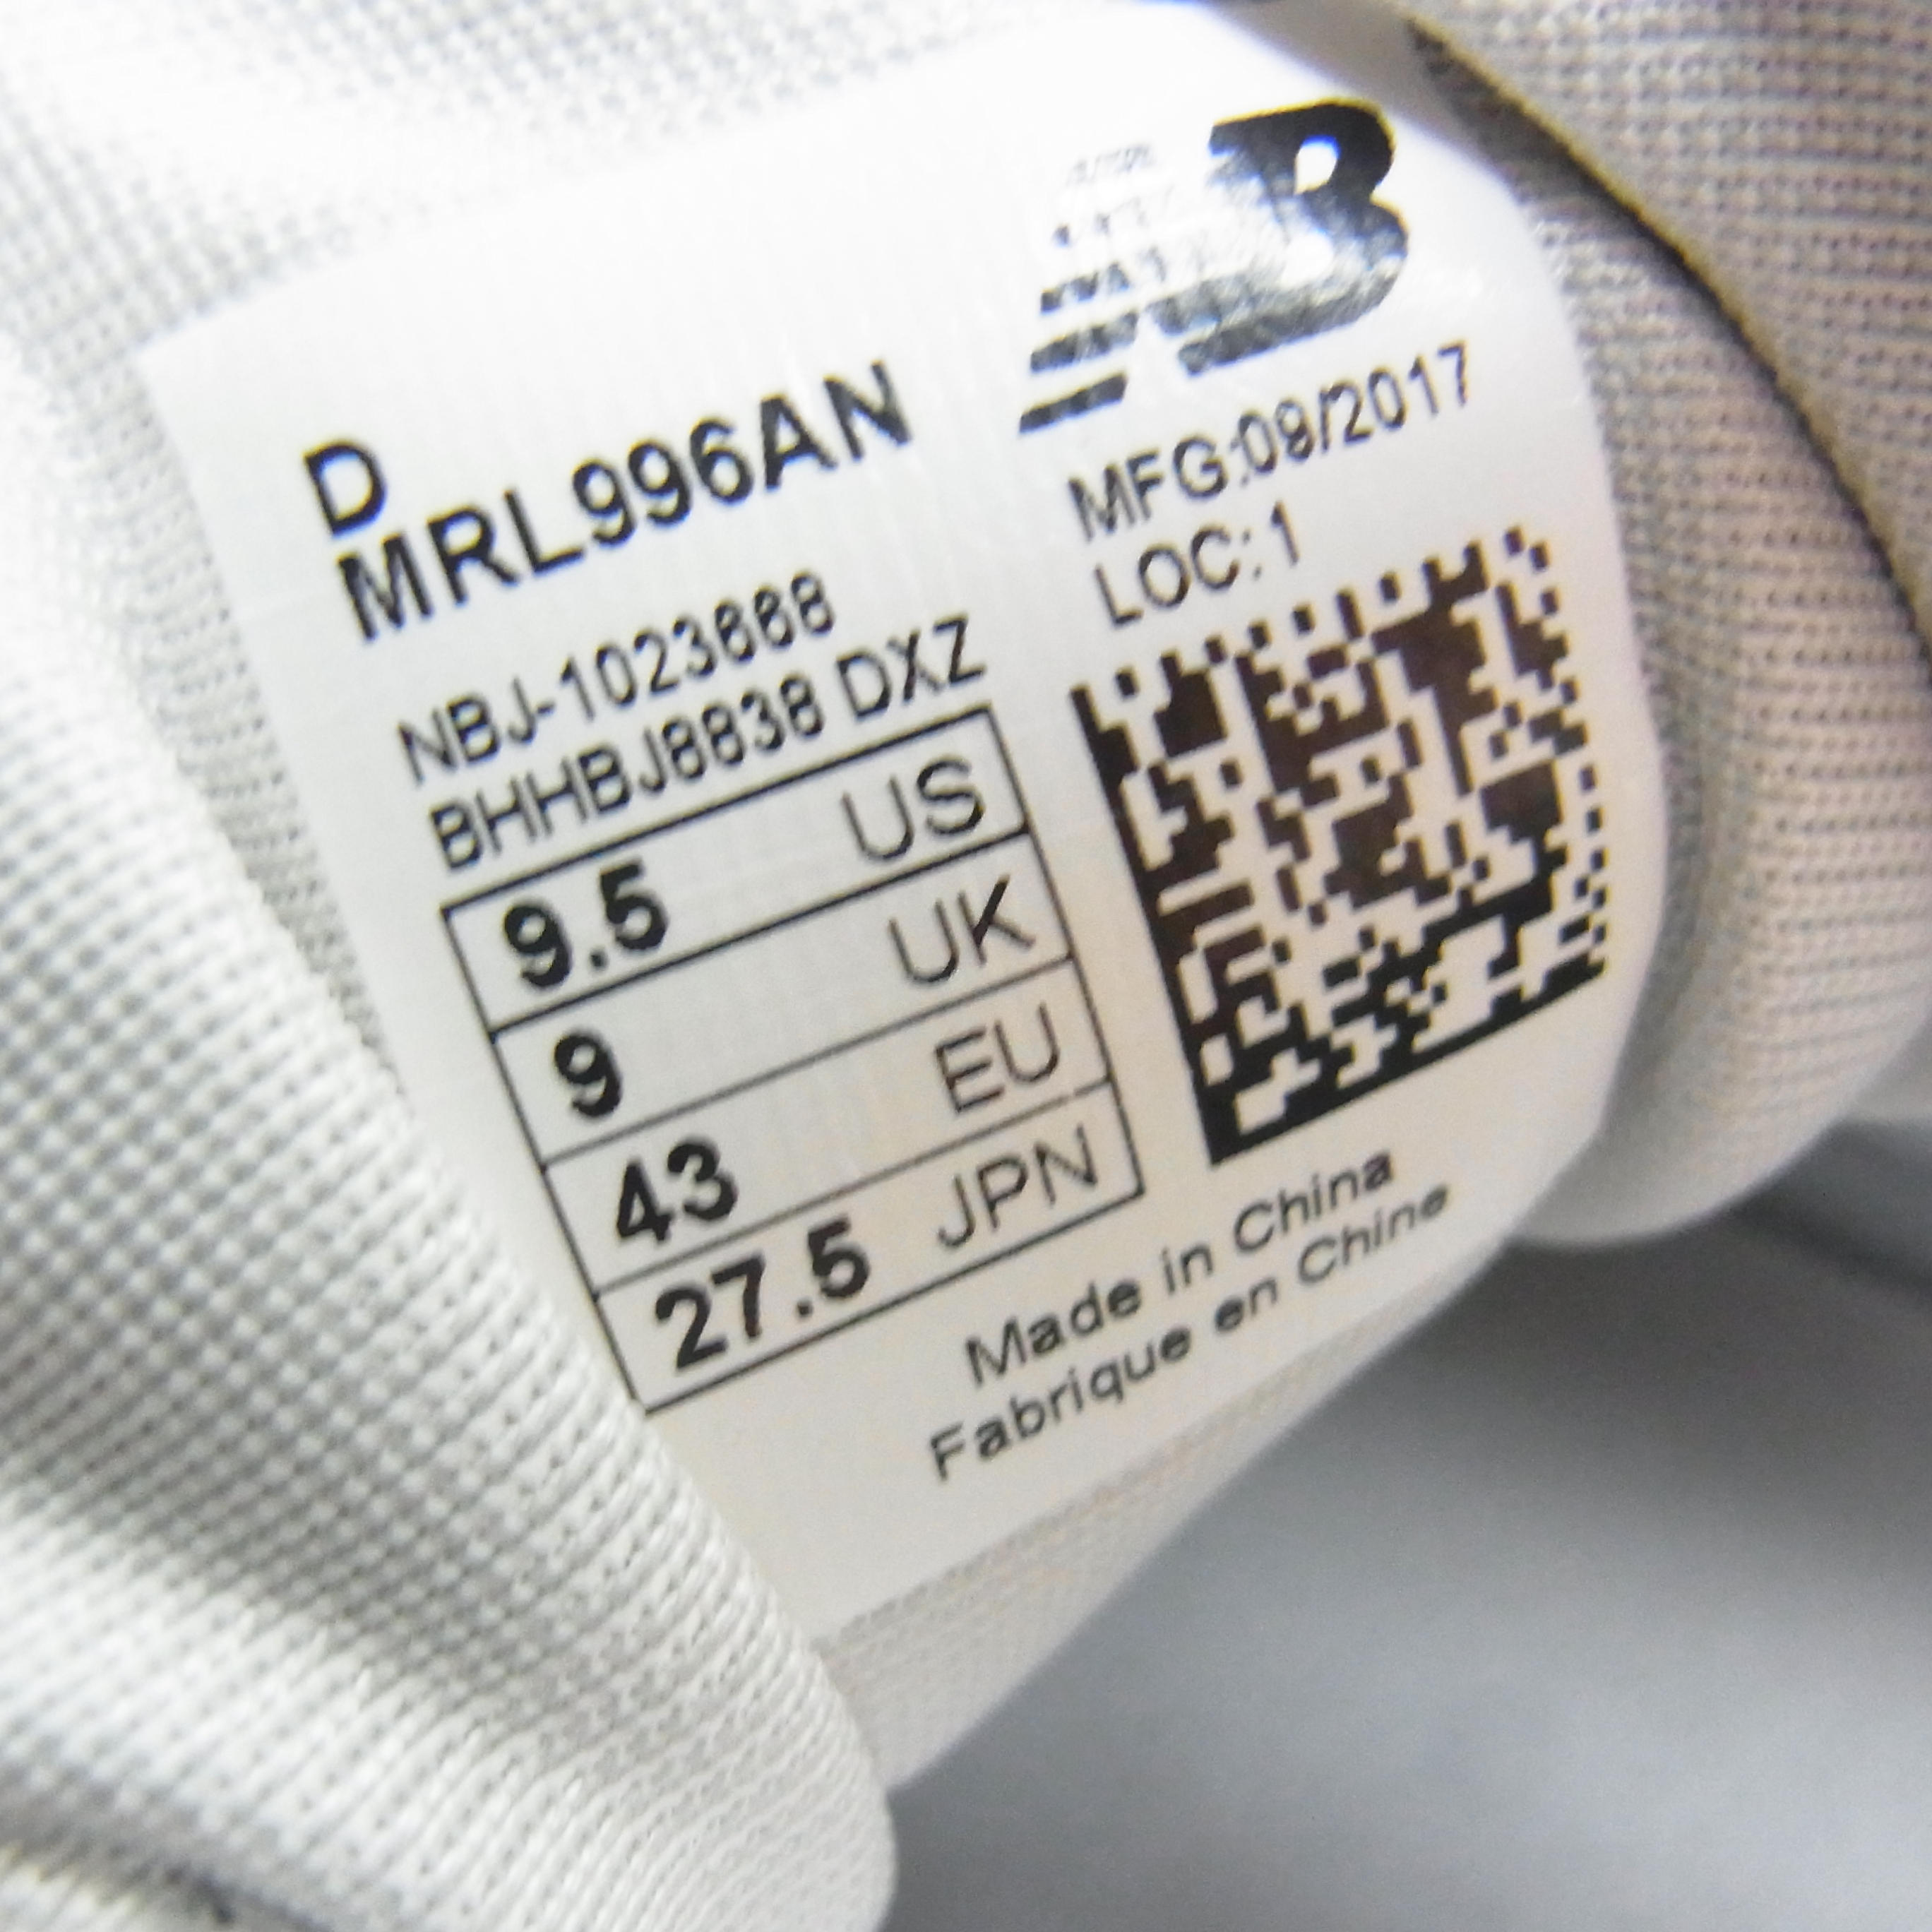 D
MRL996AN
NBJ-1023668
BHHBJ8838 DXZ
9.5 US
9 UK
43 EU
27.5 JPN
MFG:09/2017
LOC: 1
Made in China
Fabrique en Chine